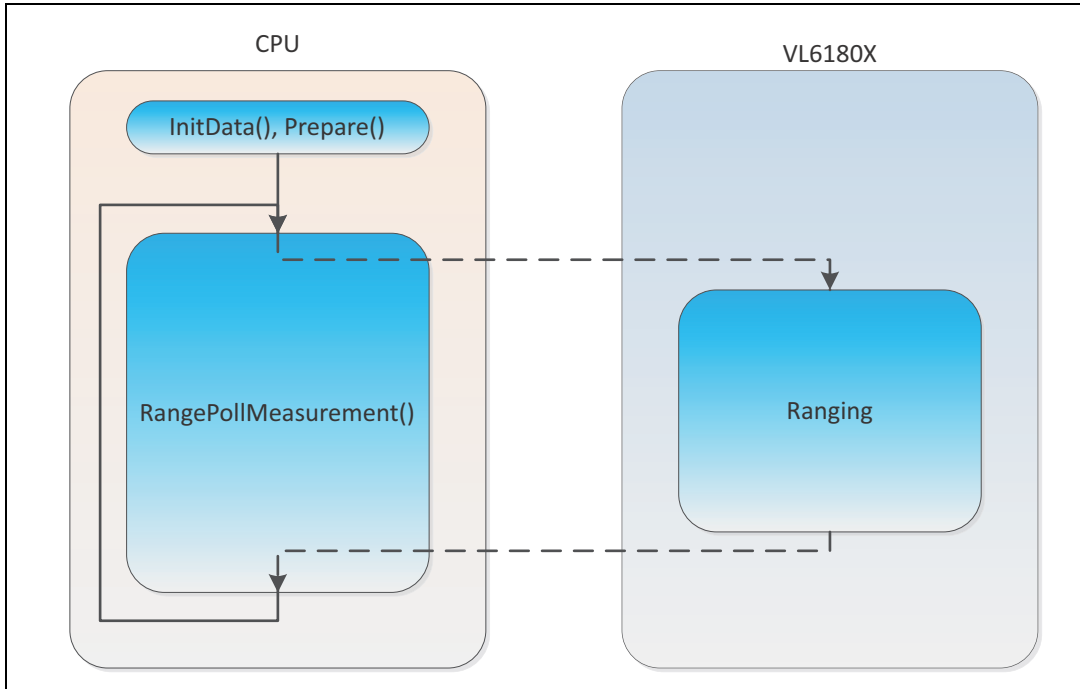 CPU
VL6180X
InitData(), Prepare()
RangePollMeasurement()
Ranging